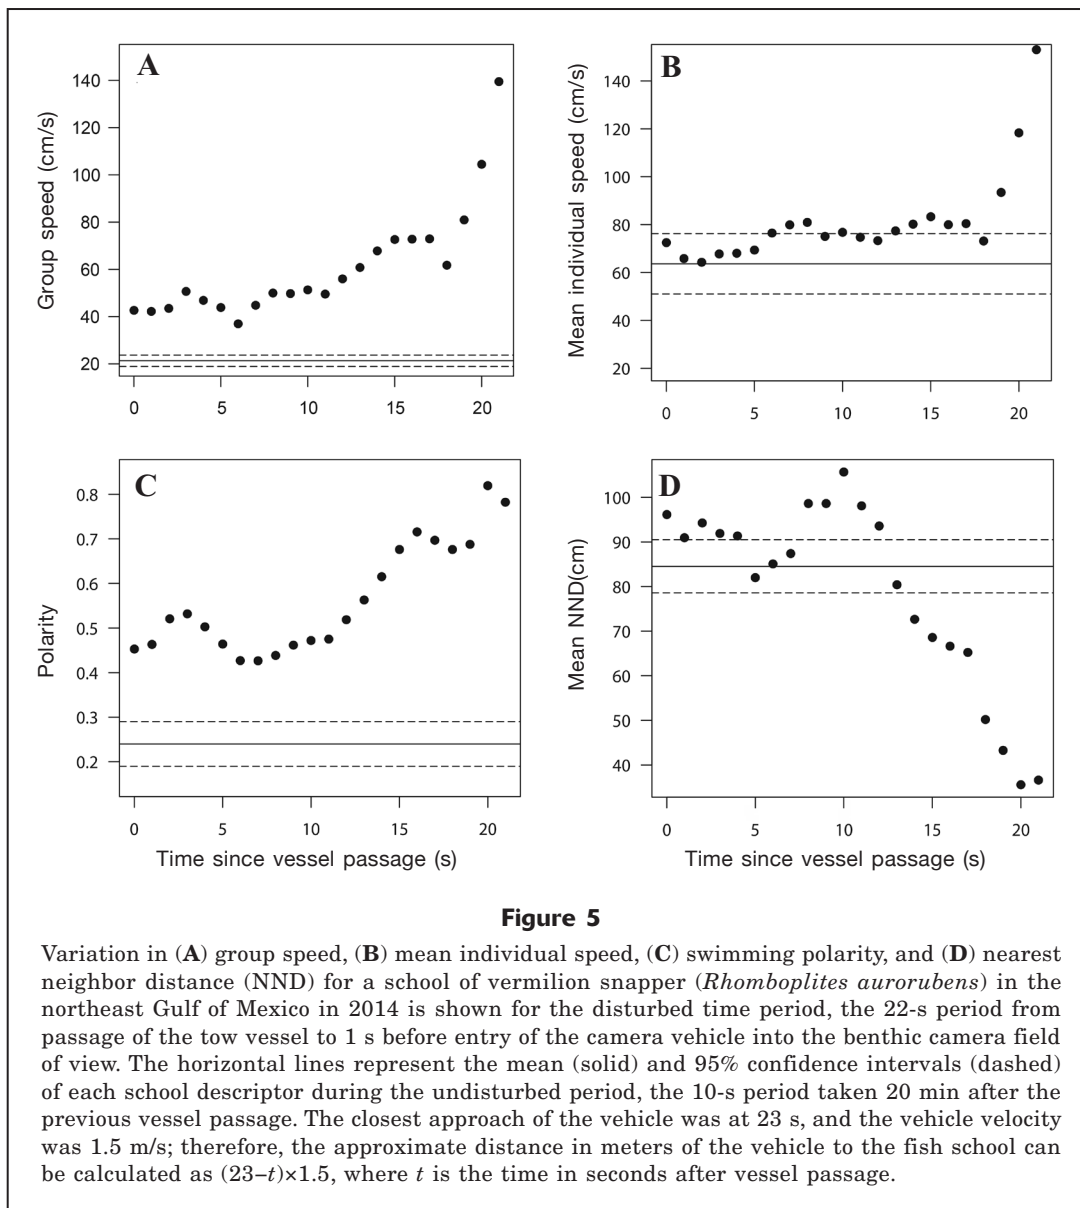 A
Group speed (cm/s)
140
120
100
80
60
40
20
0 5 10 15 20
B
Mean individual speed (cm/s)
140
120
100
80
60
40
20
0 5 10 15 20
C
Polarity
0.8
0.7
0.6
0.5
0.4
0.3
0.2
0 5 10 15 20
Time since vessel passage (s)
D
Mean NND(cm)
100
90
80
70
60
50
40
0 5 10 15 20
Time since vessel passage (s)
Figure 5
Variation in (A) group speed, (B) mean individual speed, (C) swimming polarity, and (D) nearest
neighbor distance (NND) for a school of vermilion snapper (Rhomboplites aurorubens) in the
northeast Gulf of Mexico in 2014 is shown for the disturbed time period, the 22-s period from
passage of the tow vessel to 1 s before entry of the camera vehicle into the benthic camera field
of view. The horizontal lines represent the mean (solid) and 95% confidence intervals (dashed)
of each school descriptor during the undisturbed period, the 10-s period taken 20 min after the
previous vessel passage. The closest approach of the vehicle was at 23 s, and the vehicle velocity
was 1.5 m/s; therefore, the approximate distance in meters of the vehicle to the fish school can
be calculated as (23–t)×1.5, where t is the time in seconds after vessel passage.